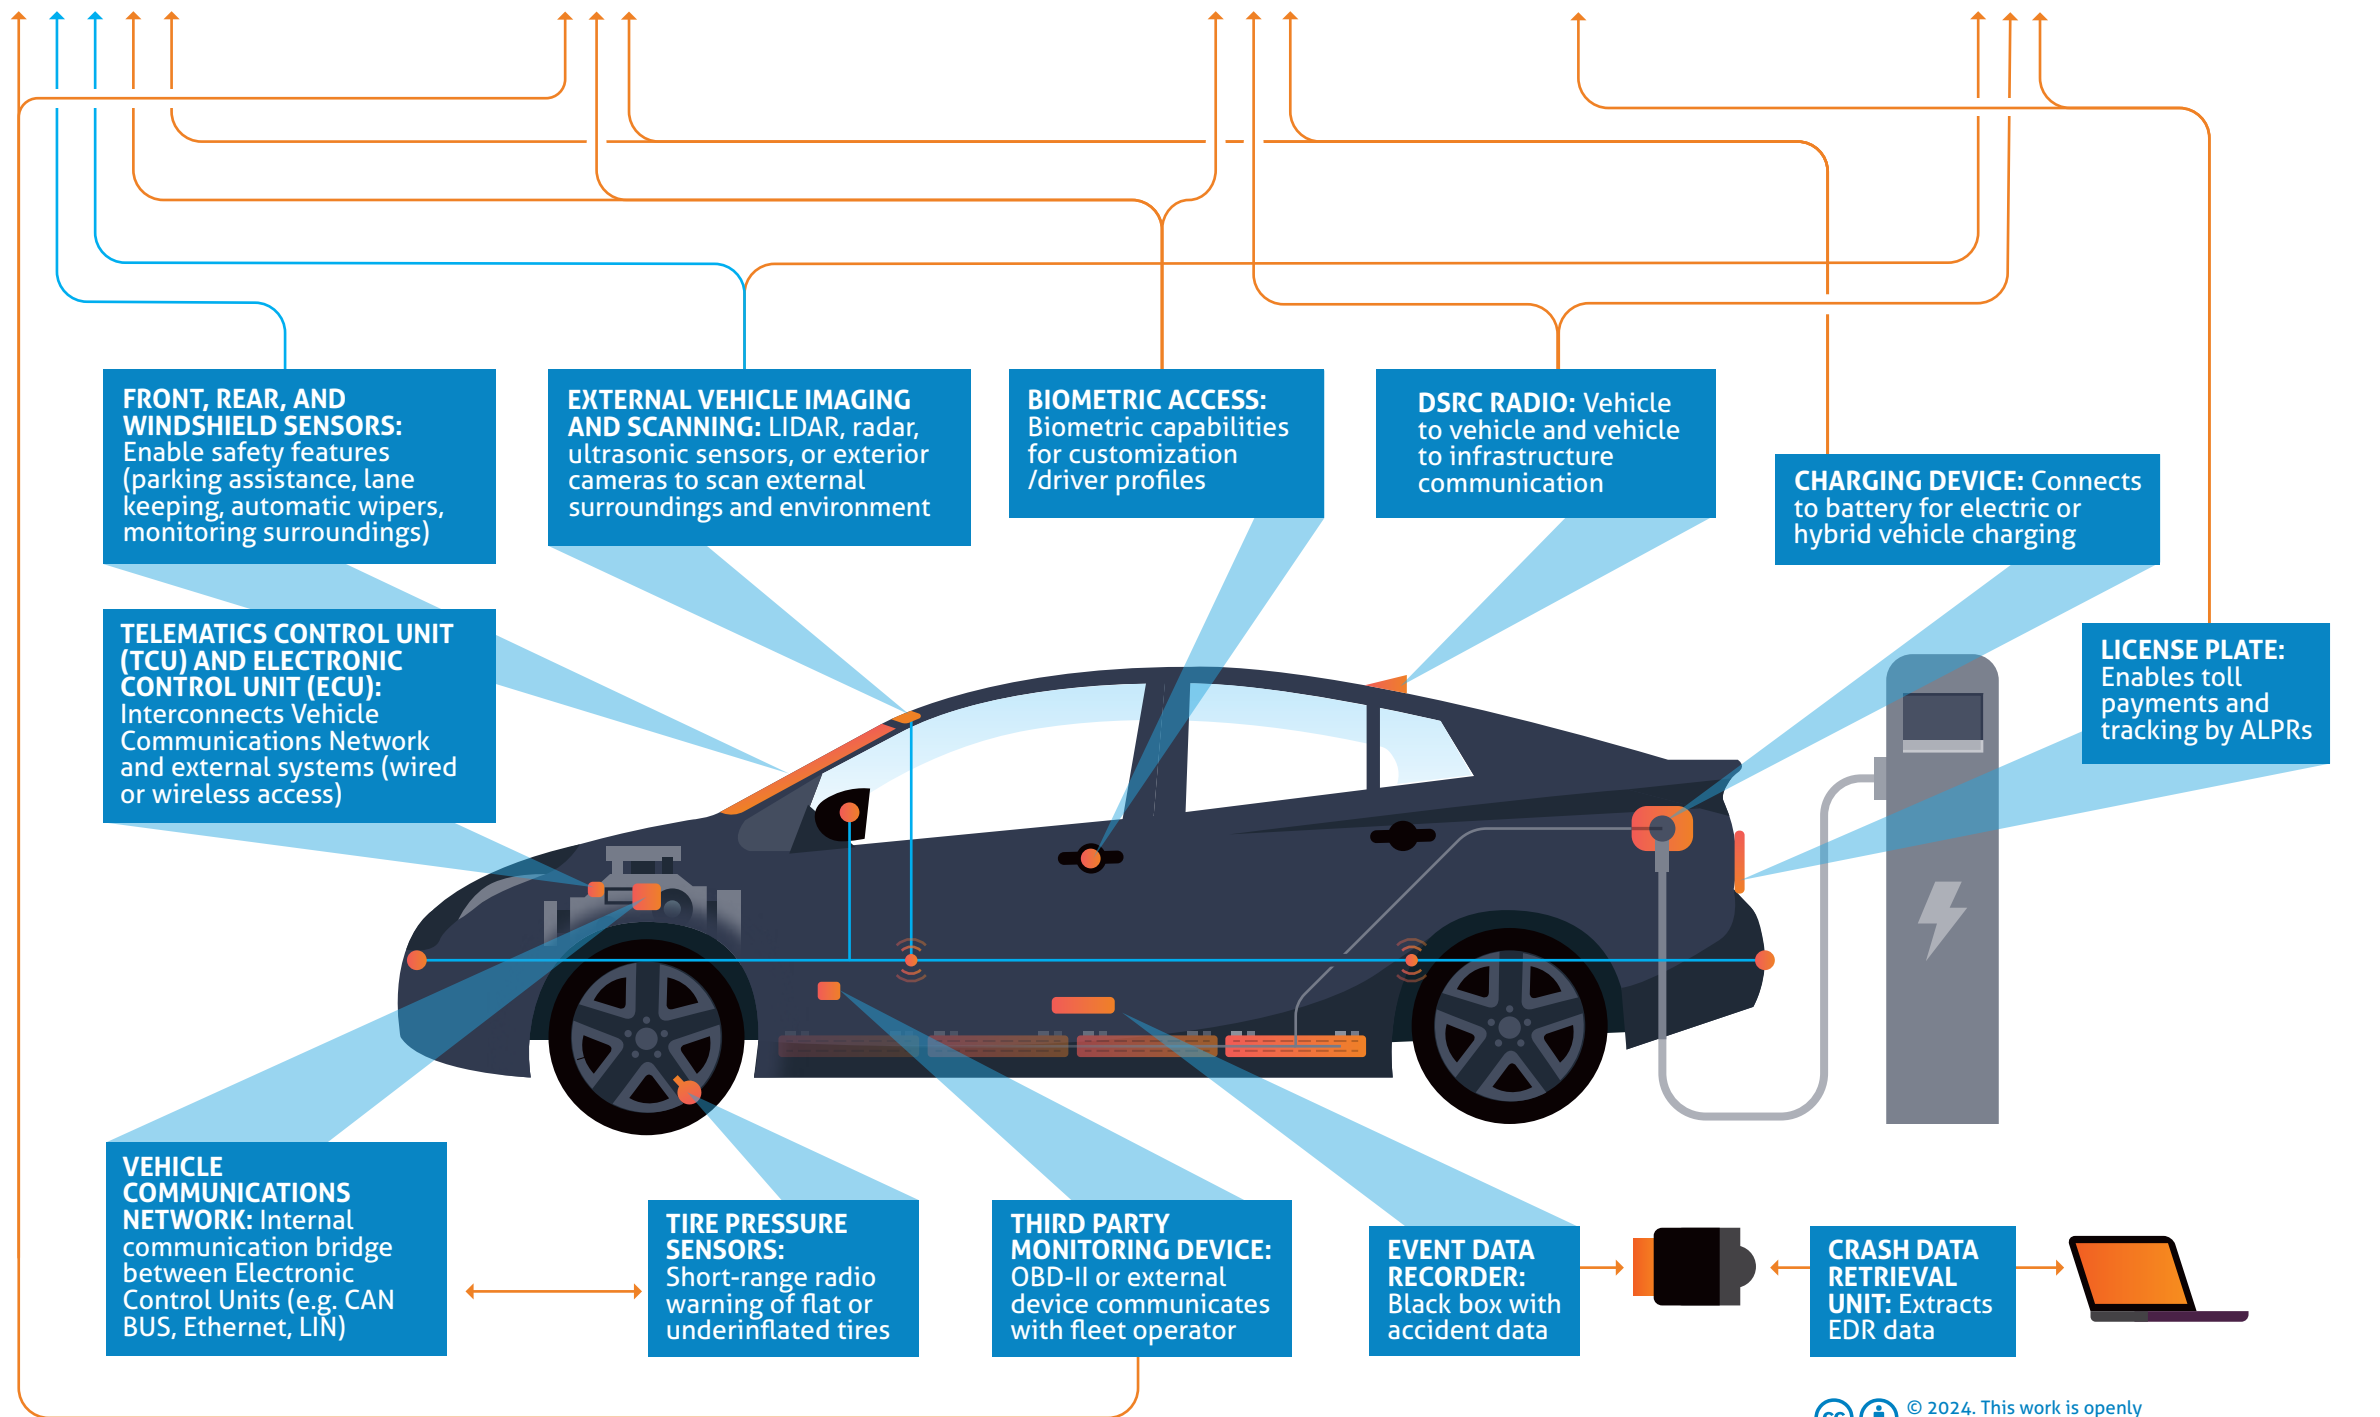 FRONT, REAR, AND
WINDSHIELD SENSORS:
Enable safety features
(parking assistance, lane
keeping, automatic wipers,
monitoring surroundings)
EXTERNAL VEHICLE IMAGING
AND SCANNING: LIDAR, radar,
ultrasonic sensors, or exterior
cameras to scan external
surroundings and environment
BIOMETRIC ACCESS:
Biometric capabilities
for customization
/driver profiles
DSRC RADIO: Vehicle
to vehicle and vehicle
to infrastructure
communication
CHARGING DEVICE: Connects
to battery for electric or
hybrid vehicle charging
TELEMATICS CONTROL UNIT
(TCU) AND ELECTRONIC
CONTROL UNIT (ECU):
Interconnects Vehicle
Communications Network
and external systems (wired
or wireless access)
LICENSE PLATE:
Enables toll
payments and
tracking by ALPRs
VEHICLE
COMMUNICATIONS
NETWORK: Internal
communication bridge
between Electronic
Control Units (e.g. CAN
BUS, Ethernet, LIN)
TIRE PRESSURE
SENSORS:
Short-range radio
warning of flat or
underinflated tires
THIRD PARTY
MONITORING DEVICE:
OBD-II or external
device communicates
with fleet operator
EVENT DATA
RECORDER:
Black box with
accident data
CRASH DATA
RETRIEVAL
UNIT: Extracts
EDR data
cc
© 2024. This work is openly